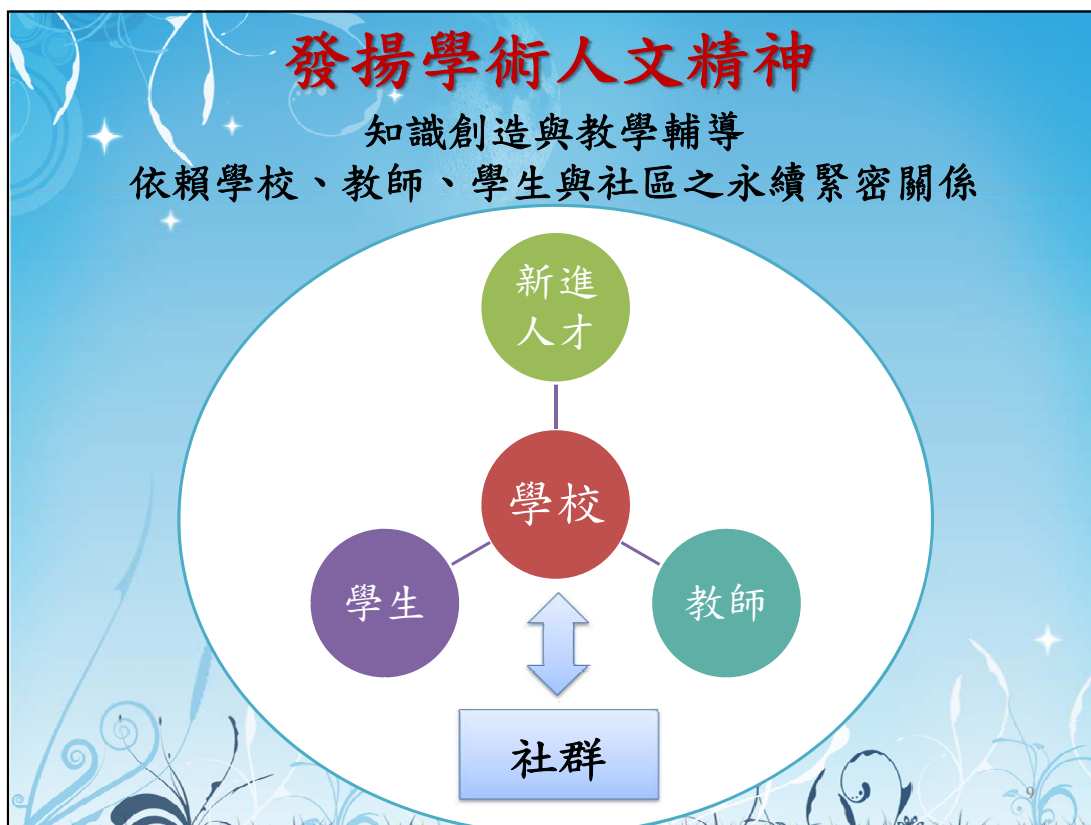 發揚學術人文精神
知識創造與教學輔導
依賴學校、教師、學生與社區之永續緊密關係
新進
人才
學校
學生
教師
社群
9